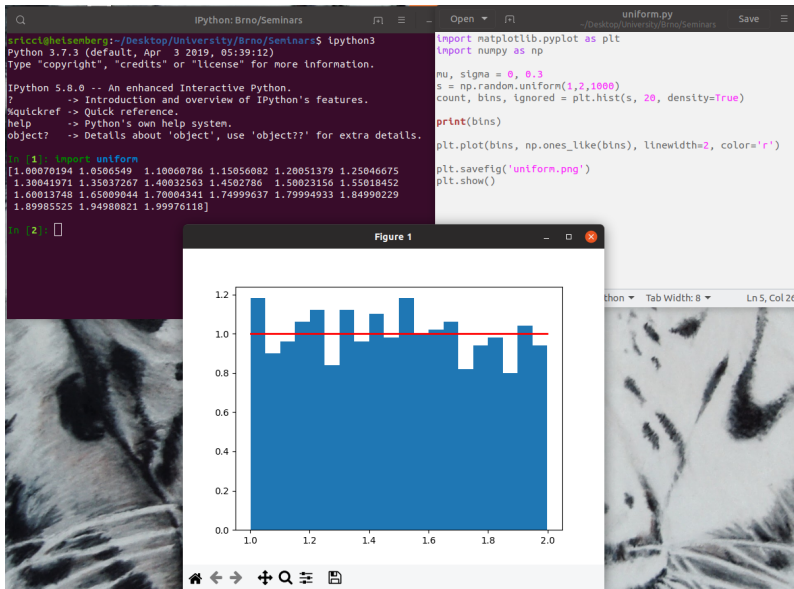 IPython: Brno/Seminars
sricci@heisemberg:~/Desktop/University/Brno/Seminars$ ipython3
Python 3.7.3 (default, Apr  3 2019, 05:39:12)
Type "copyright", "credits" or "license" for more information.
IPython 5.8.0 -- An enhanced Interactive Python.
?         -> Introduction and overview of IPython's features.
%quickref -> Quick reference.
help      -> Python's own help system.
object?   -> Details about 'object', use 'object??' for extra details.
In [1]: import uniform
[1.00070194 1.0506549  1.10060786 1.15056082 1.20051379 1.25046675
 1.30041971 1.35037267 1.40032563 1.4502786  1.50023156 1.55018452
 1.60013748 1.65009044 1.70004341 1.74999637 1.79994933 1.84990229
 1.89985525 1.94980821 1.99976118]
In [2]:
Open
uniform.py
~/Desktop/University/Brno/Seminars
Save
import matplotlib.pyplot as plt
import numpy as np
mu, sigma = 0, 0.3
s = np.random.uniform(1,2,1000)
count, bins, ignored = plt.hist(s, 20, density=True)
print(bins)
plt.plot(bins, np.ones_like(bins), linewidth=2, color='r')
plt.savefig('uniform.png')
plt.show()
thon Tab Width: 8 Ln 5, Col 26
Figure 1
1.2
1.0
0.8
0.6
0.4
0.2
0.0
1.0 1.2 1.4 1.6 1.8 2.0